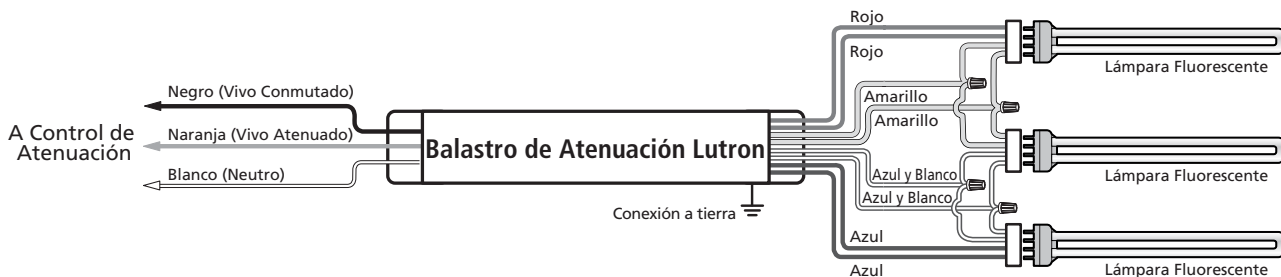 Negro (Vivo Conmutado)
A Control de
Atenuación
Naranja (Vivo Atenuado)
Blanco (Neutro)
Balastro de Atenuación Lutron
Conexión a tierra
Rojo
Rojo
Amarillo
Amarillo
Azul y Blanco
Azul y Blanco
Azul
Azul
Lámpara Fluorescente
Lámpara Fluorescente
Lámpara Fluorescente